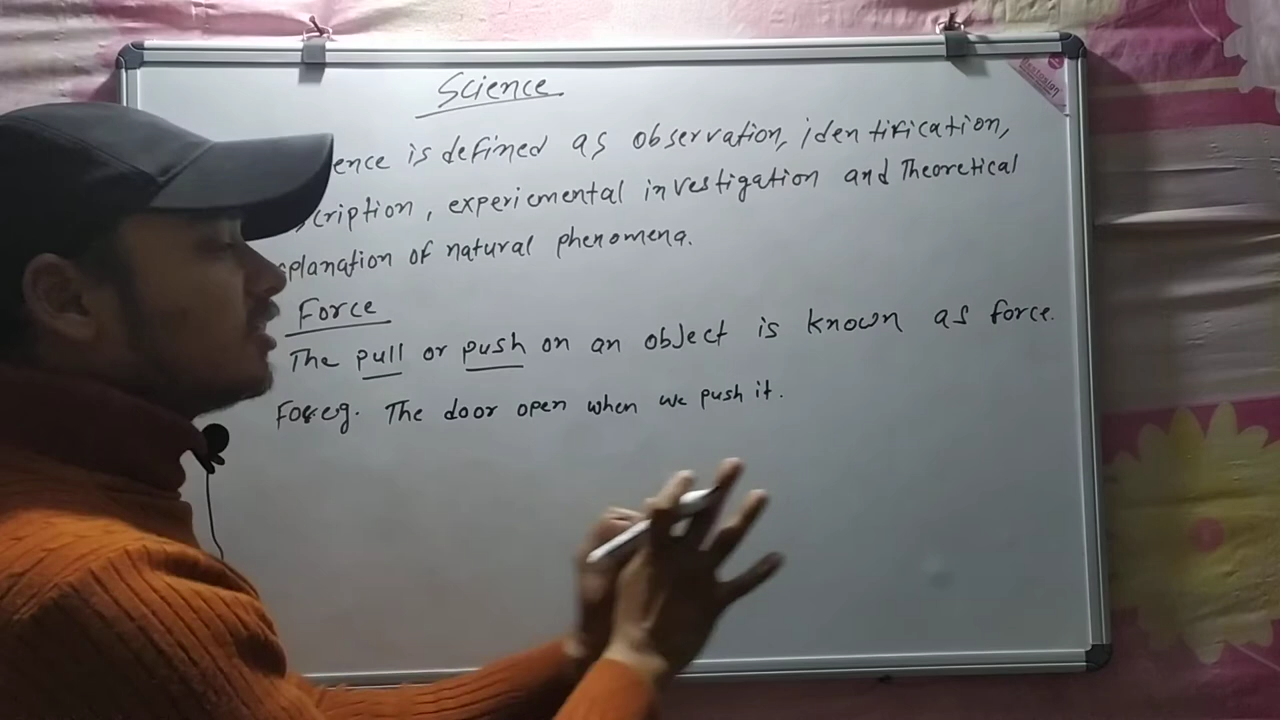 Science
ence is defined as observation, identification,
cription, expericmental investigation and Theoretical
planation of natural phenomena.
Force
The pull or push on an object is known as force.
For eg. The door open when we push it.